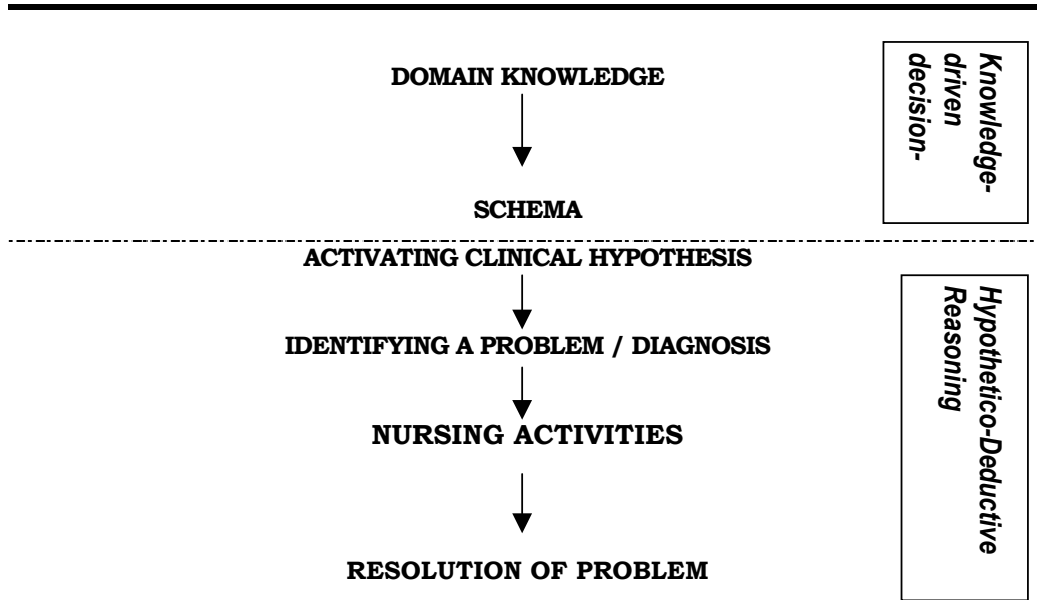 DOMAIN KNOWLEDGE
SCHEMA
Knowledge-
driven
decision-
ACTIVATING CLINICAL HYPOTHESIS
IDENTIFYING A PROBLEM / DIAGNOSIS
NURSING ACTIVITIES
RESOLUTION OF PROBLEM
Hypothetico-Deductive
Reasoning